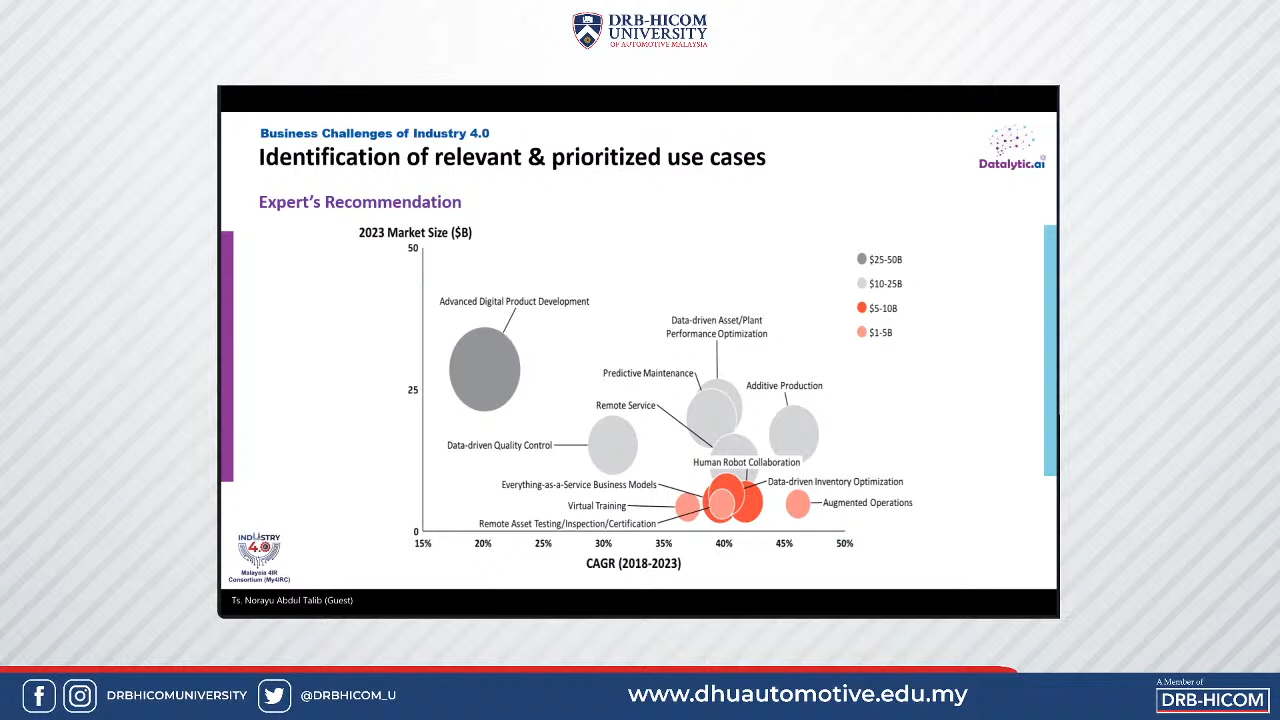 DRB-HICOM
UNIVERSITY
OF AUTOMOTIVE MALAYSIA
Business Challenges of Industry 4.0
Identification of relevant & prioritized use cases
Datalytic.ai
Expert's Recommendation
2023 Market Size ($B)
50
25
0
$25-50B
$10-25B
$5-10B
$1-5B
Advanced Digital Product Development
Data-driven Asset/Plant
Performance Optimization
Predictive Maintenance
Additive Production
Remote Service
Data-driven Quality Control
Human Robot Collaboration
Everything-as-a-Service Business Models
Data-driven Inventory Optimization
Virtual Training
Augmented Operations
Remote Asset Testing/Inspection/Certification
15% 20% 25% 30% 35% 40% 45% 50%
CAGR (2018-2023)
INDUSTRY
4.0
Malaysia 4IR
Consortium (My4IRC)
Ts. Norayu Abdul Talib (Guest)
DRBHICOMUNIVERSITY
@DRBHICOM_U
www.dhuautomotive.edu.my
A Member of
DRB-HICOM